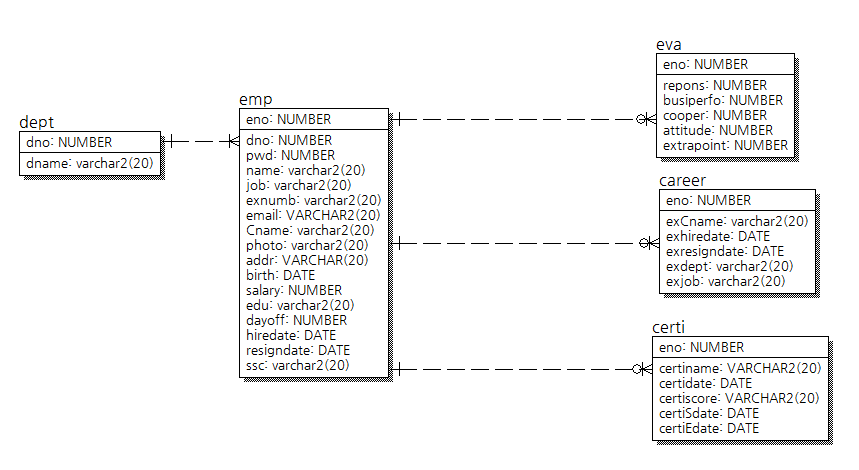 dept
dno: NUMBER
dname: varchar2(20)
emp
eno: NUMBER
dno: NUMBER
pwd: NUMBER
name: varchar2(20)
job: varchar2(20)
exnumb: varchar2(20)
email: VARCHAR2(20)
Cname: varchar2(20)
photo: varchar2(20)
addr: VARCHAR(20)
birth: DATE
salary: NUMBER
edu: varchar2(20)
dayoff: NUMBER
hiredate: DATE
resigndate: DATE
ssc: varchar2(20)
eva
eno: NUMBER
repons: NUMBER
busiperfo: NUMBER
cooper: NUMBER
attitude: NUMBER
extrapoint: NUMBER
career
eno: NUMBER
exCname: varchar2(20)
exhiredate: DATE
exresigndate: DATE
exdept: varchar2(20)
exjob: varchar2(20)
certi
eno: NUMBER
certiname: VARCHAR2(20)
certidate: DATE
certiscore: VARCHAR2(20)
certiSdate: DATE
certiEdate: DATE